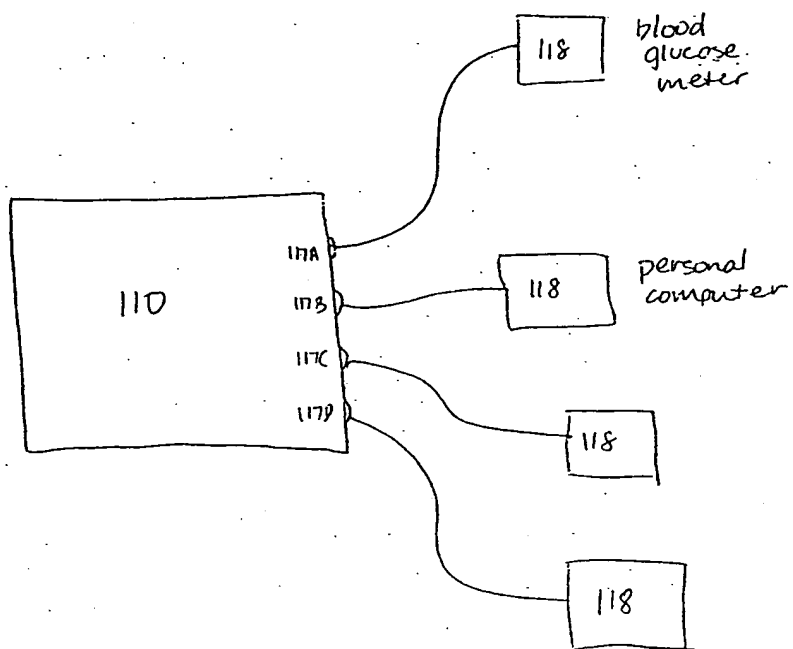 118
blood
glucose
meter
110
117A
117B
117C
117D
118
personal
computer
118
118